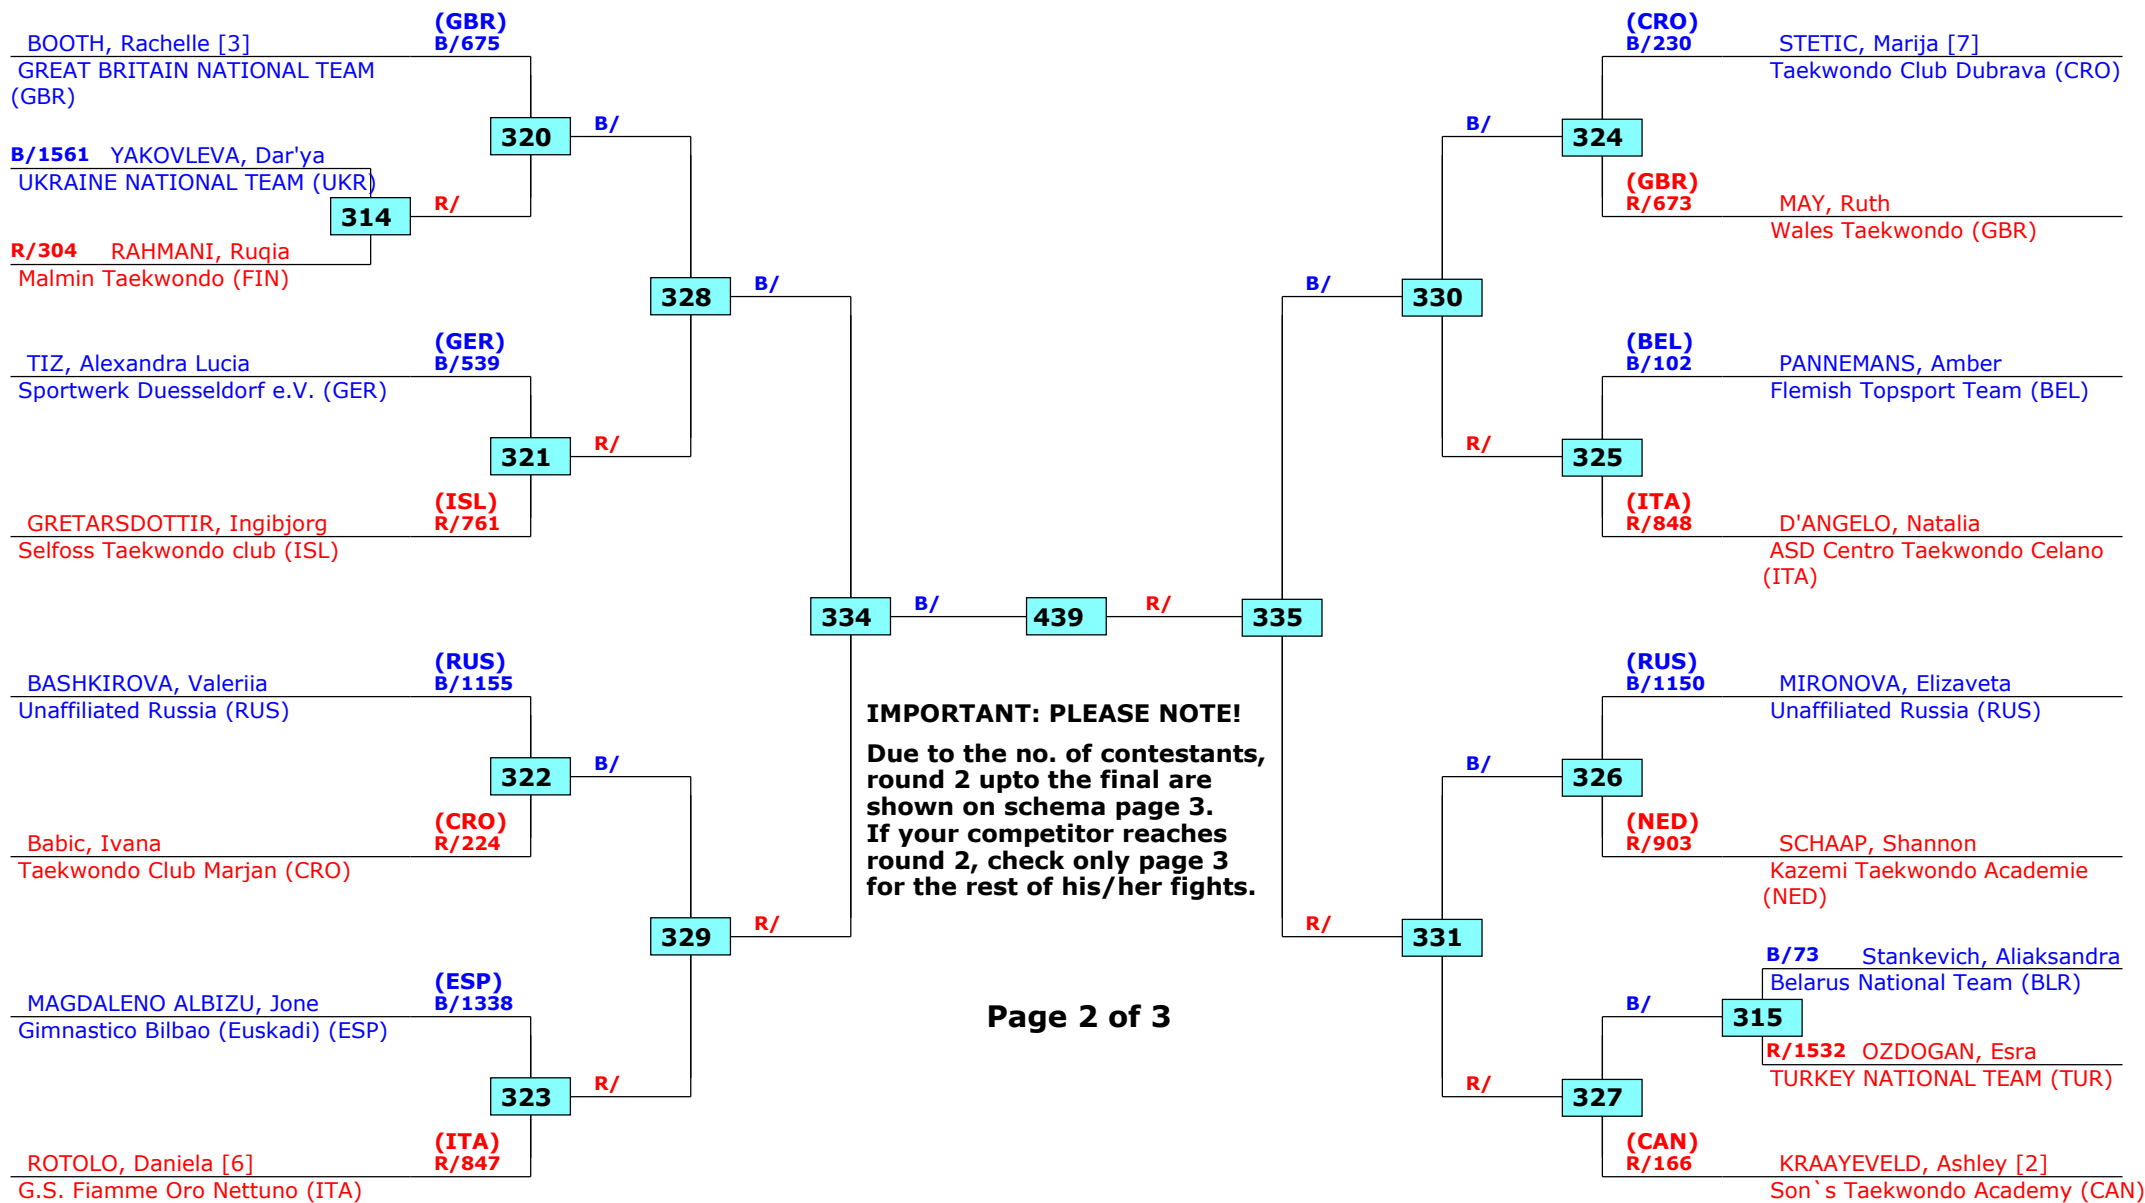 (GBR)
BOOTH, Rachelle [3] B/675
GREAT BRITAIN NATIONAL TEAM
(GBR)
320
B/
B/1561 YAKOVLEVA, Dar'ya
UKRAINE NATIONAL TEAM (UKR)
314
R/
R/304 RAHMANI, Ruqia
Malmin Taekwondo (FIN)
328
B/
(GER)
TIZ, Alexandra Lucia B/539
Sportwerk Duesseldorf e.V. (GER)
321
R/
(ISL)
GRETARSDOTTIR, Ingibjorg R/761
Selfoss Taekwondo club (ISL)
334
B/
439
R/
335
(RUS)
BASHKIROVA, Valeriia B/1155
Unaffiliated Russia (RUS)
322
B/
(CRO)
Babic, Ivana R/224
Taekwondo Club Marjan (CRO)
329
R/
(ESP)
MAGDALENO ALBIZU, Jone B/1338
Gimnastico Bilbao (Euskadi) (ESP)
323
R/
(ITA)
ROTOLO, Daniela [6] R/847
G.S. Fiamme Oro Nettuno (ITA)
IMPORTANT: PLEASE NOTE!
Due to the no. of contestants,
round 2 upto the final are
shown on schema page 3.
If your competitor reaches
round 2, check only page 3
for the rest of his/her fights.
Page 2 of 3
(CRO)
B/230 STETIC, Marija [7]
Taekwondo Club Dubrava (CRO)
B/
324
(GBR)
R/673 MAY, Ruth
Wales Taekwondo (GBR)
B/
330
(BEL)
B/102 PANNEMANS, Amber
Flemish Topsport Team (BEL)
R/
325
(ITA)
R/848 D'ANGELO, Natalia
ASD Centro Taekwondo Celano
(ITA)
(RUS)
B/1150 MIRONOVA, Elizaveta
Unaffiliated Russia (RUS)
B/
326
(NED)
R/903 SCHAAP, Shannon
Kazemi Taekwondo Academie
(NED)
R/
331
B/73 Stankevich, Aliaksandra
Belarus National Team (BLR)
B/
315
R/1532 OZDOGAN, Esra
TURKEY NATIONAL TEAM (TUR)
R/
327
(CAN)
R/166 KRAAYEVELD, Ashley [2]
Son`s Taekwondo Academy (CAN)